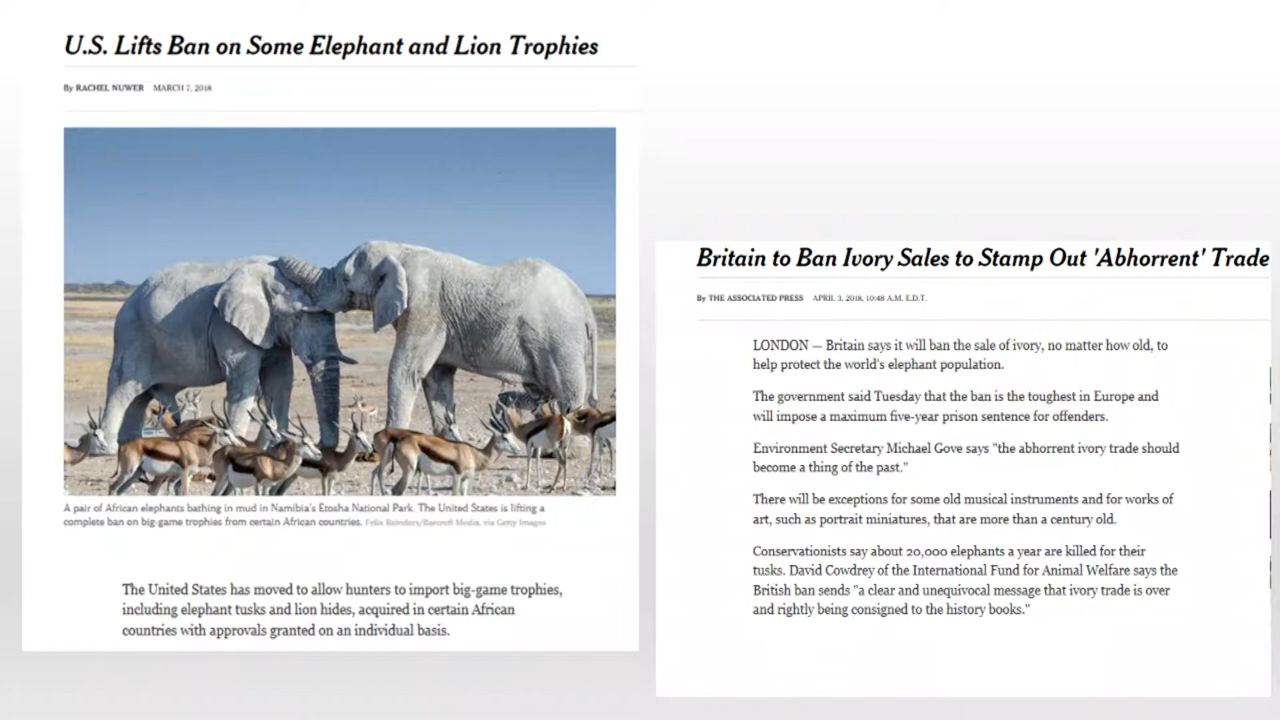 U.S. Lifts Ban on Some Elephant and Lion Trophies
By RACHEL NUWER MARCH 7, 2018
A pair of African elephants bathing in mud in Namibia's Etosha National Park. The United States is lifting a
complete ban on big-game trophies from certain African countries. Felix Reinders/Barcroft Media, via Getty Images
The United States has moved to allow hunters to import big-game trophies,
including elephant tusks and lion hides, acquired in certain African
countries with approvals granted on an individual basis.
Britain to Ban Ivory Sales to Stamp Out 'Abhorrent' Trade
By THE ASSOCIATED PRESS APRIL 3, 2018, 10:48 A.M. E.D.T.
LONDON — Britain says it will ban the sale of ivory, no matter how old, to
help protect the world's elephant population.
The government said Tuesday that the ban is the toughest in Europe and
will impose a maximum five-year prison sentence for offenders.
Environment Secretary Michael Gove says "the abhorrent ivory trade should
become a thing of the past."
There will be exceptions for some old musical instruments and for works of
art, such as portrait miniatures, that are more than a century old.
Conservationists say about 20,000 elephants a year are killed for their
tusks. David Cowdrey of the International Fund for Animal Welfare says the
British ban sends "a clear and unequivocal message that ivory trade is over
and rightly being consigned to the history books."